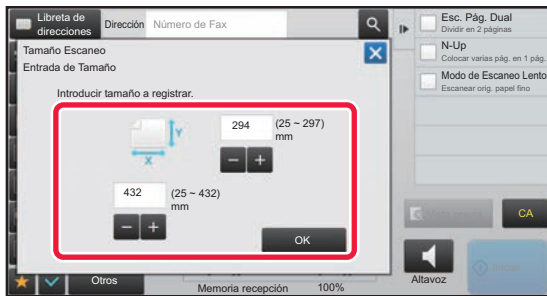 Libreta de
direcciones
Dirección
Número de Fax
Tamaño Escaneo
Entrada de Tamaño
Introducir tamaño a registrar.
Y
X
294
(25 ~ 297)
mm
432
(25 ~ 432)
mm
OK
Otros
Memoria recepción 100%
Esc. Pág. Dual
Dividir en 2 páginas
N-Up
Colocar varias pág. en 1 pág.
Modo de Escaneo Lento
Escanear orig. papel fino
CA
Altavoz